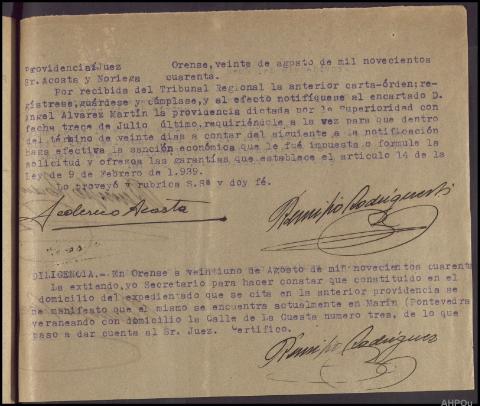 Providencia/Juez Orense, veinte de agosto de mil novecientos
Sr. Acosta y Noriega cuarenta.
Por recibida del Tribunal Regional la anterior carta-órden;re-
gístrese,guárdese y cúmplase,y al efecto notifíquese al encartado D.
Angel Alvarez Martín la providencia dictada por la Superioridad con
fecha trece de Julio último,requiriéncole a la vez para que dentro
del término de veinte días a contar del siguiente a la notificación
haga efectiva la sanción económica que le fué impuesta o formule la
solicitud y ofrezca las garantías que establece el artículo 14 de la
Ley de 9 de Febrero de 1.939.
Lo proveyó y rubrica S.Sª y doy fé.
Federico Acosta
Remigio Rodríguez
DILIGENCIA.- En Orense a veintiuno de Agosto de mil novecientos cuarenta
La extiendo,yo Secretario para hacer constar que constituido en el
domicilio del expedientado que se cita en la anterior providencia se
me manifestó que el mismo se encuentra actualmente en Marín (Pontevedra
veraneando con domicilio la Calle de La Cuesta numero tres, de lo que
paso a dar cuenta al Sr. Juez. Certifico.
Remigio Rodríguez
AHPOu